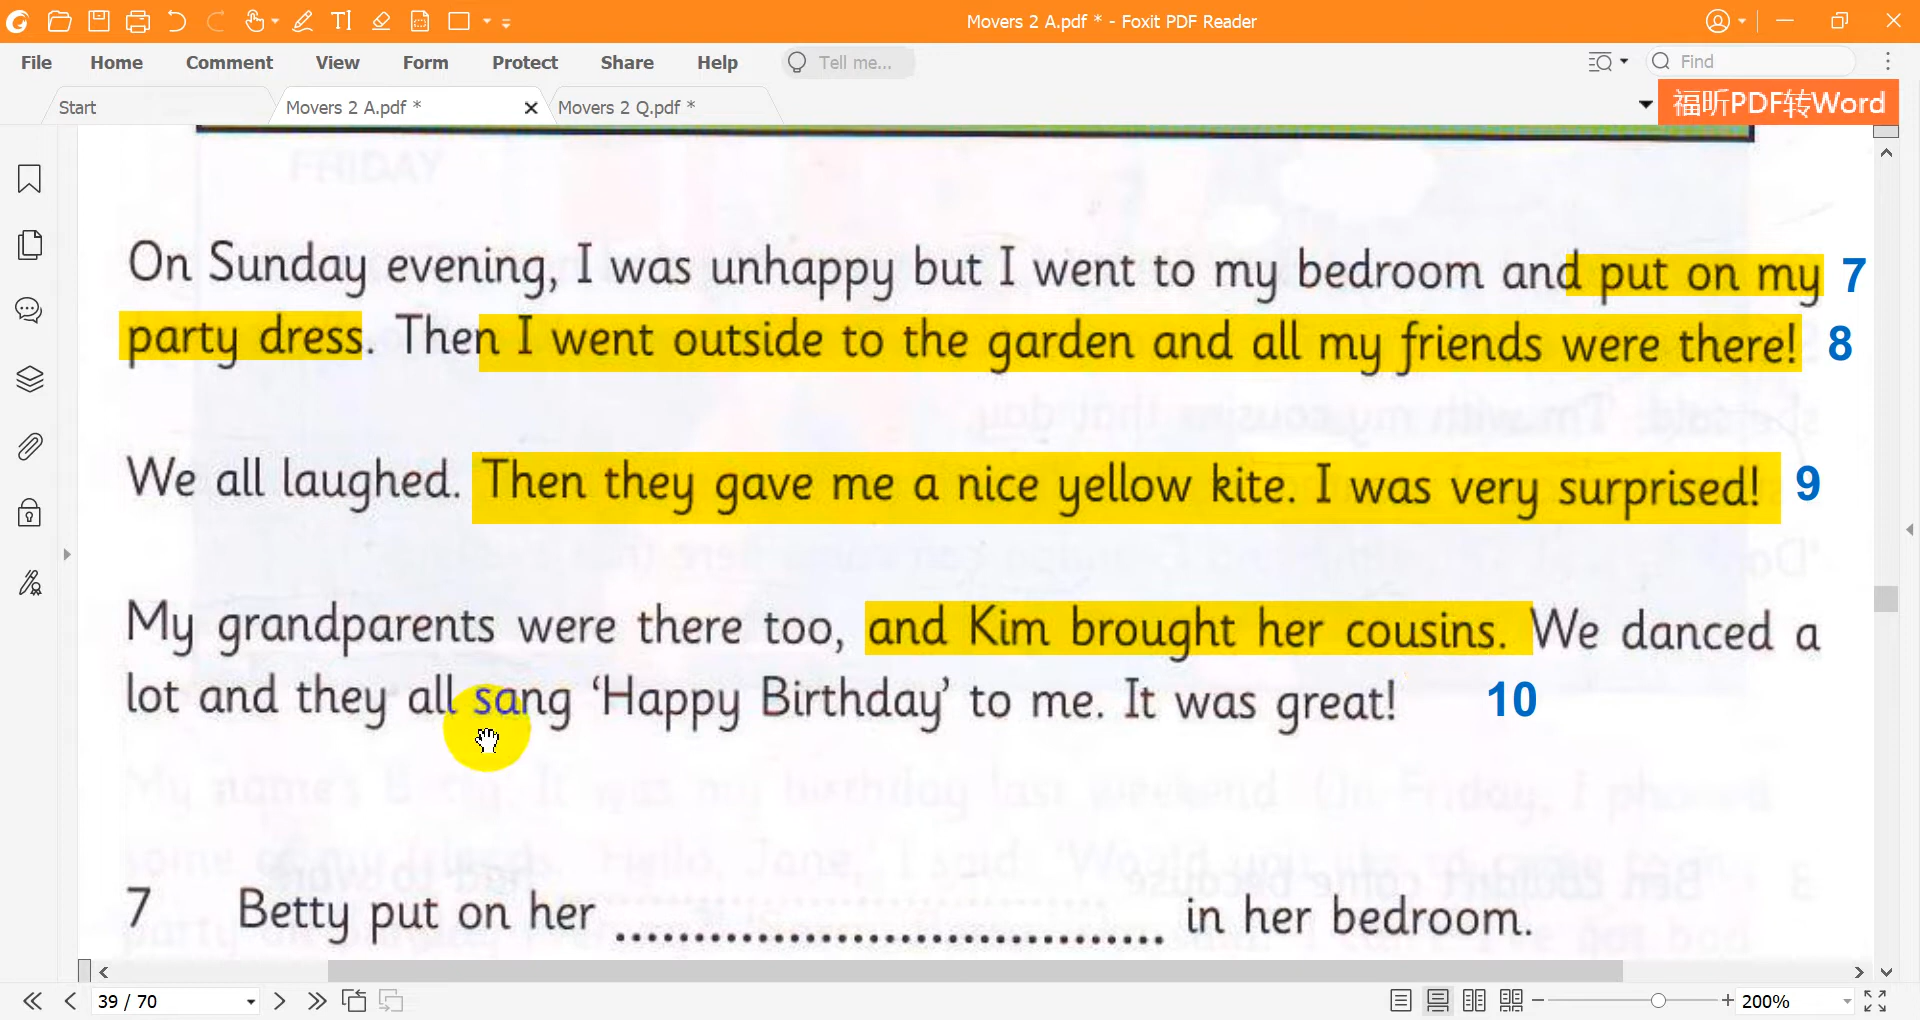 Movers 2 A.pdf * - Foxit PDF Reader
File Home Comment View Form Protect Share Help Tell me... Find
Start Movers 2 A.pdf * Movers 2 Q.pdf * 福昕PDF转Word
FRIDAY
On Sunday evening, I was unhappy but I went to my bedroom and put on my 7
party dress. Then I went outside to the garden and all my friends were there! 8
We all laughed. Then they gave me a nice yellow kite. I was very surprised! 9
My grandparents were there too, and Kim brought her cousins. We danced a
lot and they all sang ‘Happy Birthday’ to me. It was great! 10
7 Betty put on her ........................................ in her bedroom.
39 / 70 200%